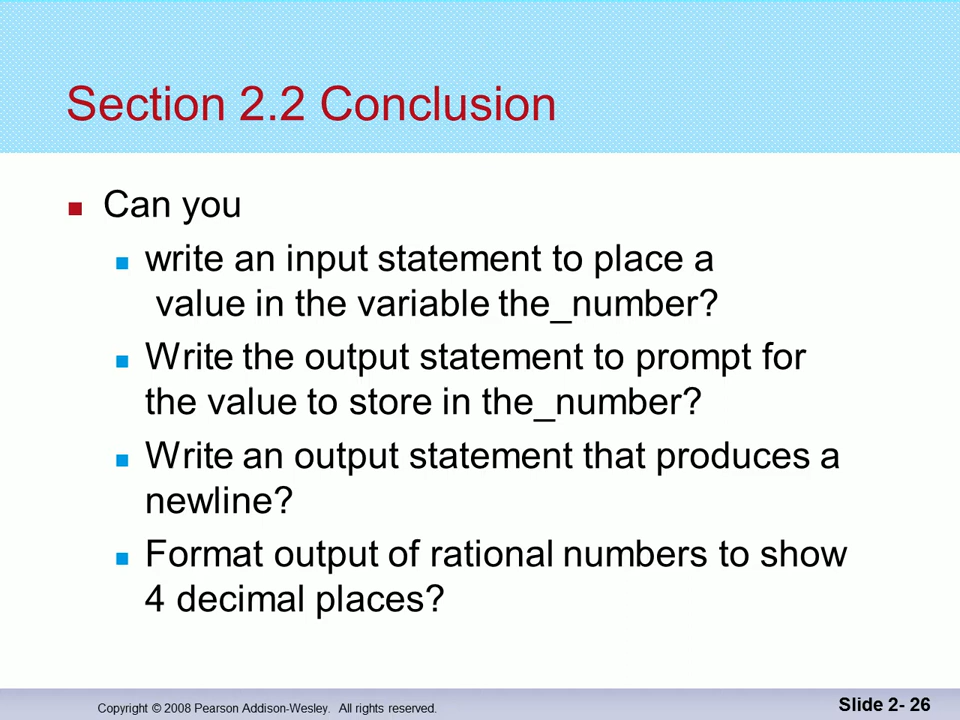 Section 2.2 Conclusion
Can you
write an input statement to place a
value in the variable the_number?
Write the output statement to prompt for
the value to store in the_number?
Write an output statement that produces a
newline?
Format output of rational numbers to show
4 decimal places?
Copyright © 2008 Pearson Addison-Wesley. All rights reserved.
Slide 2- 26